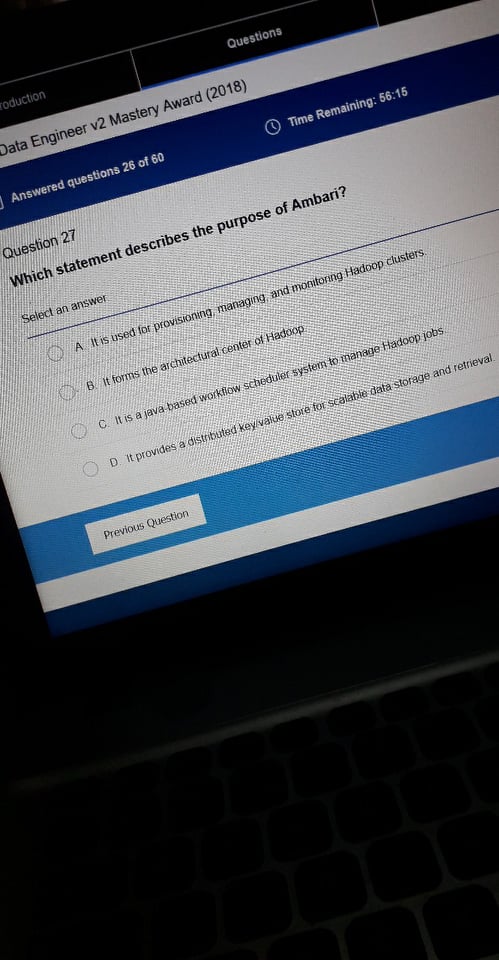 Questions
roduction
Data Engineer v2 Mastery Award (2018)
Time Remaining: 56:15
Answered questions 26 of 60
Question 27
Which statement describes the purpose of Ambari?
Select an answer
A. It is used for provisioning, managing, and monitoring Hadoop clusters.
B. It forms the architectural center of Hadoop.
C. It is a java-based workflow scheduler system to manage Hadoop jobs.
D. It provides a distributed key/value store for scalable data storage and retrieval.
Previous Question